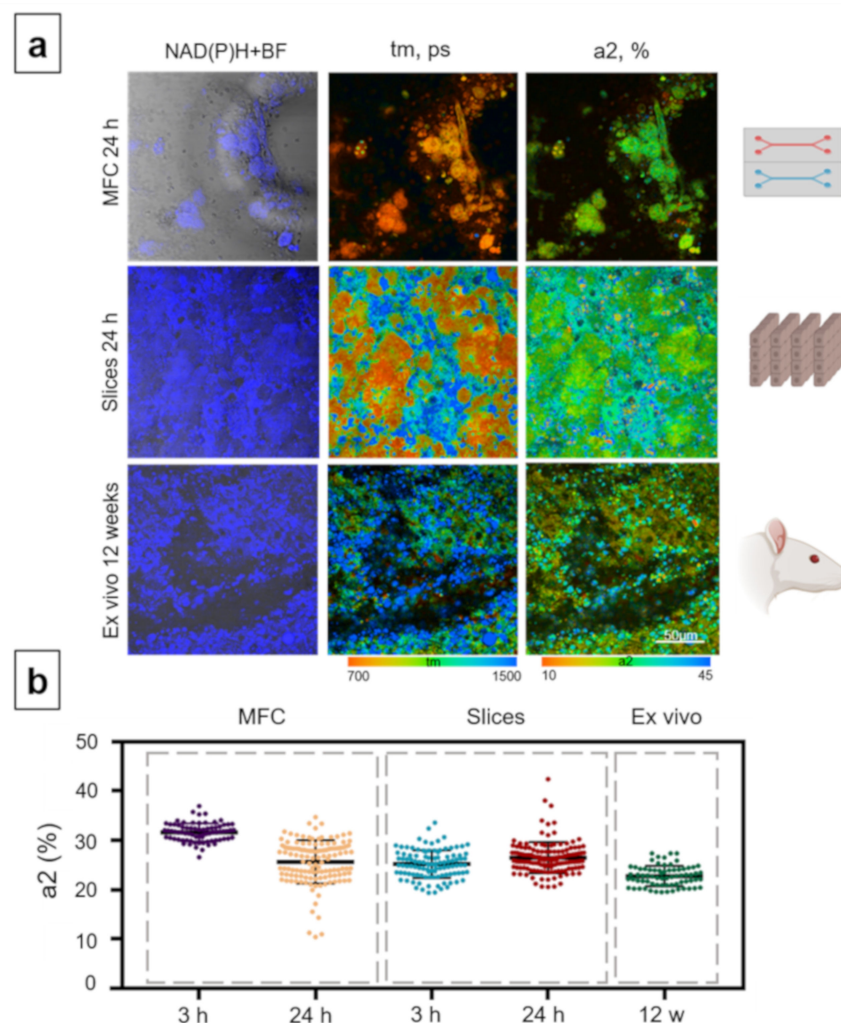 a
NAD(P)H+BF tm, ps a2, %
MFC 24 h
Slices 24 h
Ex vivo 12 weeks
50µm
tm a2
700 1500 10 45
b
MFC Slices Ex vivo
a2 (%)
50
40
30
20
10
0
3 h 24 h 3 h 24 h 12 w